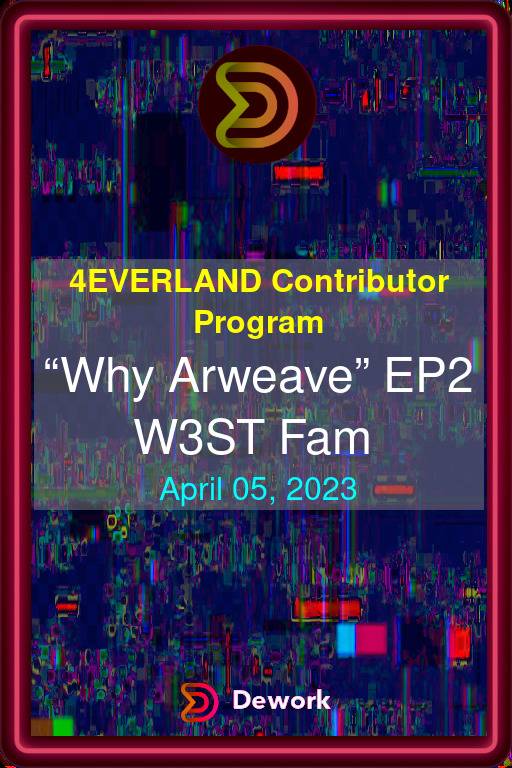 4EVERLAND Contributor
Program
“Why Arweave” EP2
W3ST Fam
April 05, 2023
Dework